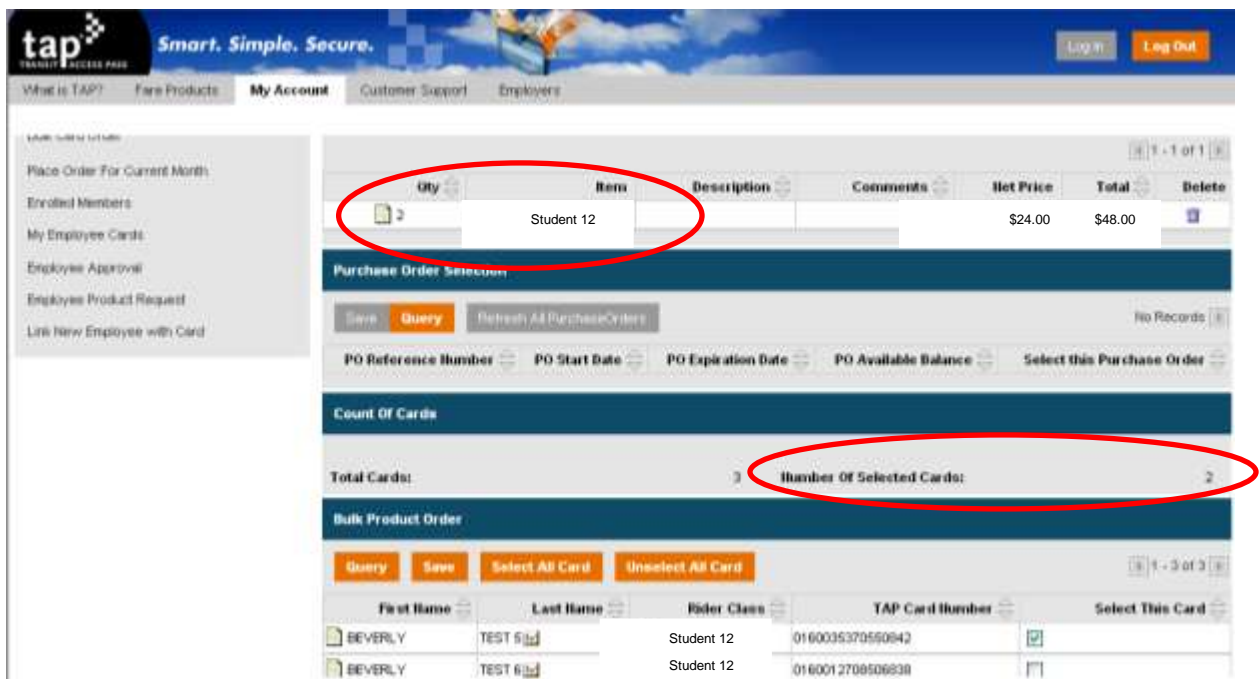 tap
TRANSIT ACCESS PASS
Smart. Simple. Secure.
Log In Log Out
What is TAP? Fare Products My Account Customer Support Employers
Bulk Card Order
Place Order For Current Month
Enrolled Members
My Employee Cards
Employee Approval
Employee Product Request
Link New Employee with Card
1 - 1 of 1
Qty Item Description Comments Net Price Total Delete
2 Student 12 $24.00 $48.00
Purchase Order Selection
Save Query Refresh All PurchaseOrders No Records
PO Reference Number PO Start Date PO Expiration Date PO Available Balance Select this Purchase Order
Count Of Cards
Total Cards: 3 Number Of Selected Cards: 2
Bulk Product Order
Query Save Select All Card Unselect All Card 1 - 3 of 3
First Name Last Name Rider Class TAP Card Number Select This Card
BEVERLY TEST 5 Student 12 0160035370550842
BEVERLY TEST 6 Student 12 0160012708506838